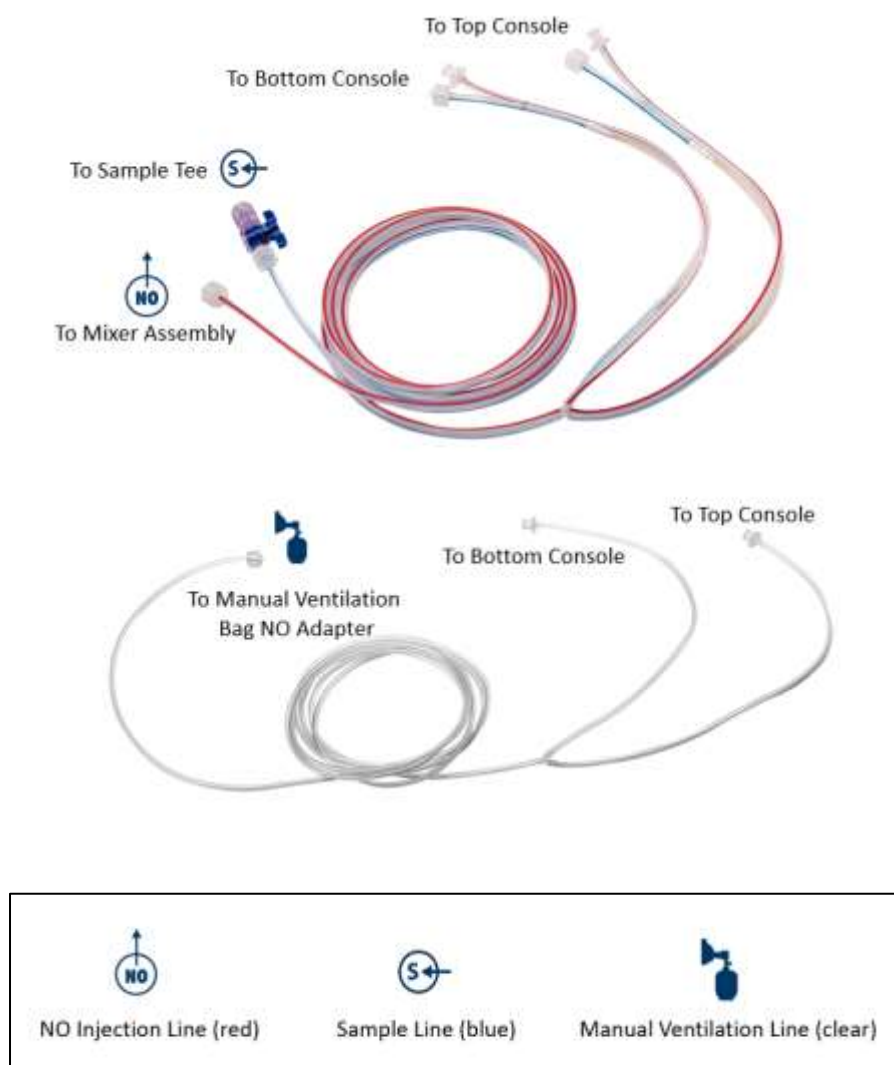 To Top Console
To Bottom Console
To Sample Tee
S
NO
To Mixer Assembly
To Top Console
To Bottom Console
To Manual Ventilation
Bag NO Adapter
NO
S
NO Injection Line (red)
Sample Line (blue)
Manual Ventilation Line (clear)